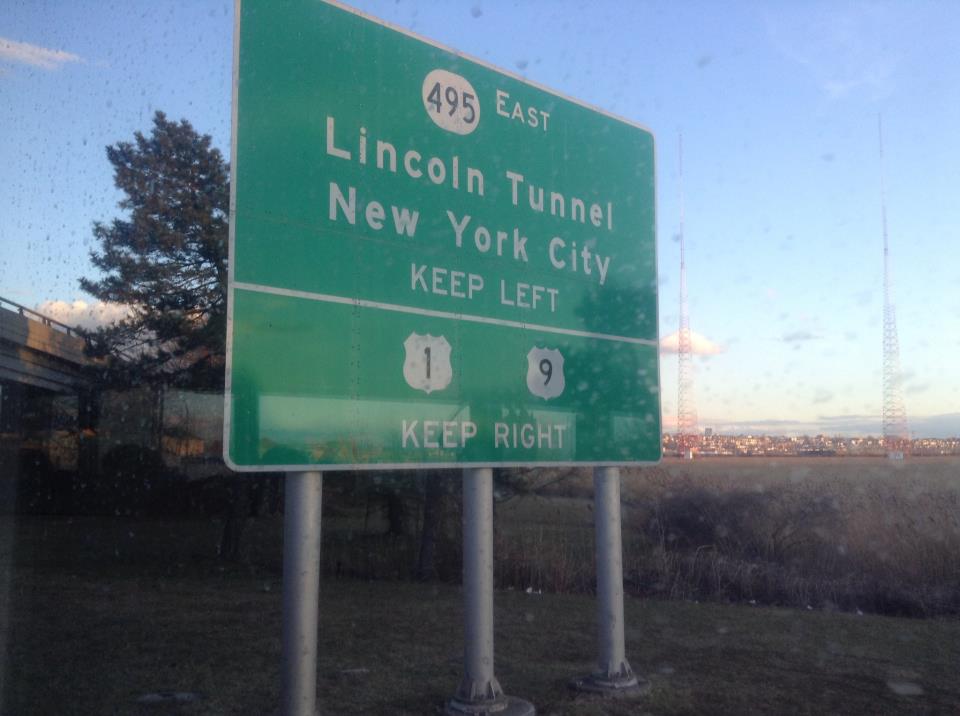 495 EAST
Lincoln Tunnel
New York City
KEEP LEFT
1 9
KEEP RIGHT